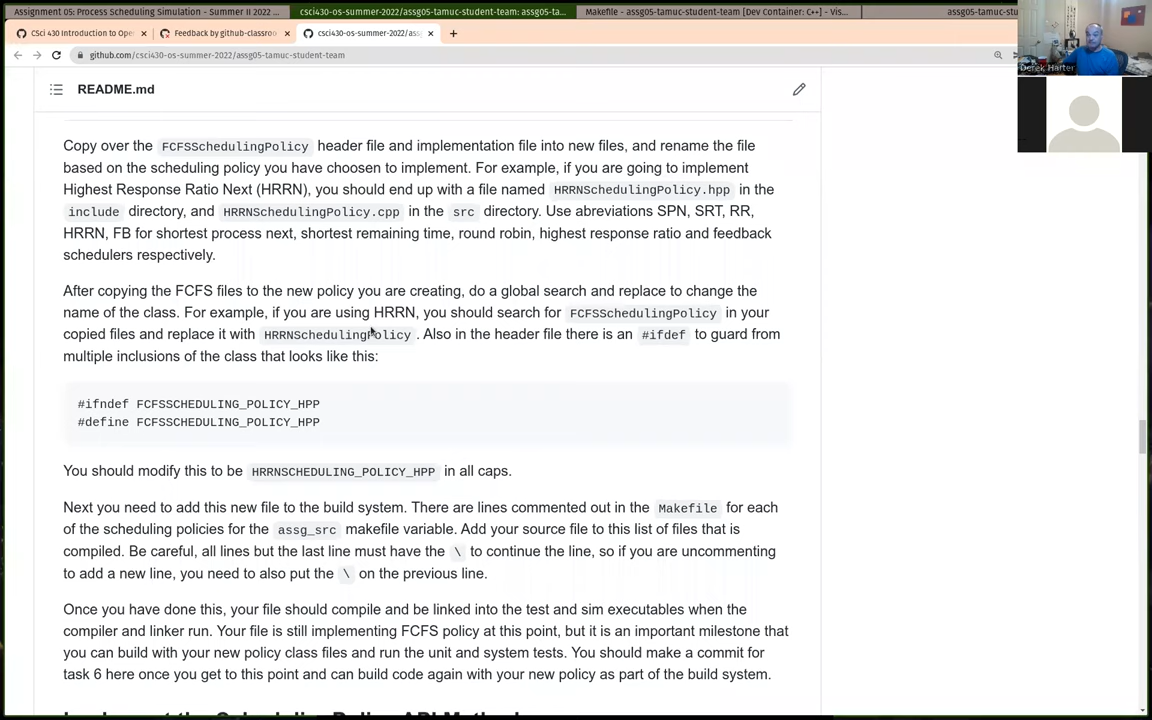 Assignment 05: Process Scheduling Simulation - Summer II 2022 ...
csci430-os-summer-2022/assg05-tamuc-student-team: assg05-ta...
Makefile - assg05-tamuc-student-team [Dev Container: C++] - Vis...
assg05-tamuc-stu
CSci 430 Introduction to Ope
Feedback by github-classroo
csci430-os-summer-2022/ass
github.com/csci430-os-summer-2022/assg05-tamuc-student-team
Derek Harter
README.md
Copy over the FCFSSchedulingPolicy header file and implementation file into new files, and rename the file
based on the scheduling policy you have choosen to implement. For example, if you are going to implement
Highest Response Ratio Next (HRRN), you should end up with a file named HRRNSchedulingPolicy.hpp in the
include directory, and HRRNSchedulingPolicy.cpp in the src directory. Use abreviations SPN, SRT, RR,
HRRN, FB for shortest process next, shortest remaining time, round robin, highest response ratio and feedback
schedulers respectively.
After copying the FCFS files to the new policy you are creating, do a global search and replace to change the
name of the class. For example, if you are using HRRN, you should search for FCFSSchedulingPolicy in your
copied files and replace it with HRRNSchedulingPolicy . Also in the header file there is an #ifdef to guard from
multiple inclusions of the class that looks like this:
#ifndef FCFSSCHEDULING_POLICY_HPP
#define FCFSSCHEDULING_POLICY_HPP
You should modify this to be HRRNSCHEDULING_POLICY_HPP in all caps.
Next you need to add this new file to the build system. There are lines commented out in the Makefile for each
of the scheduling policies for the assg_src makefile variable. Add your source file to this list of files that is
compiled. Be careful, all lines but the last line must have the \ to continue the line, so if you are uncommenting
to add a new line, you need to also put the \ on the previous line.
Once you have done this, your file should compile and be linked into the test and sim executables when the
compiler and linker run. Your file is still implementing FCFS policy at this point, but it is an important milestone that
you can build with your new policy class files and run the unit and system tests. You should make a commit for
task 6 here once you get to this point and can build code again with your new policy as part of the build system.